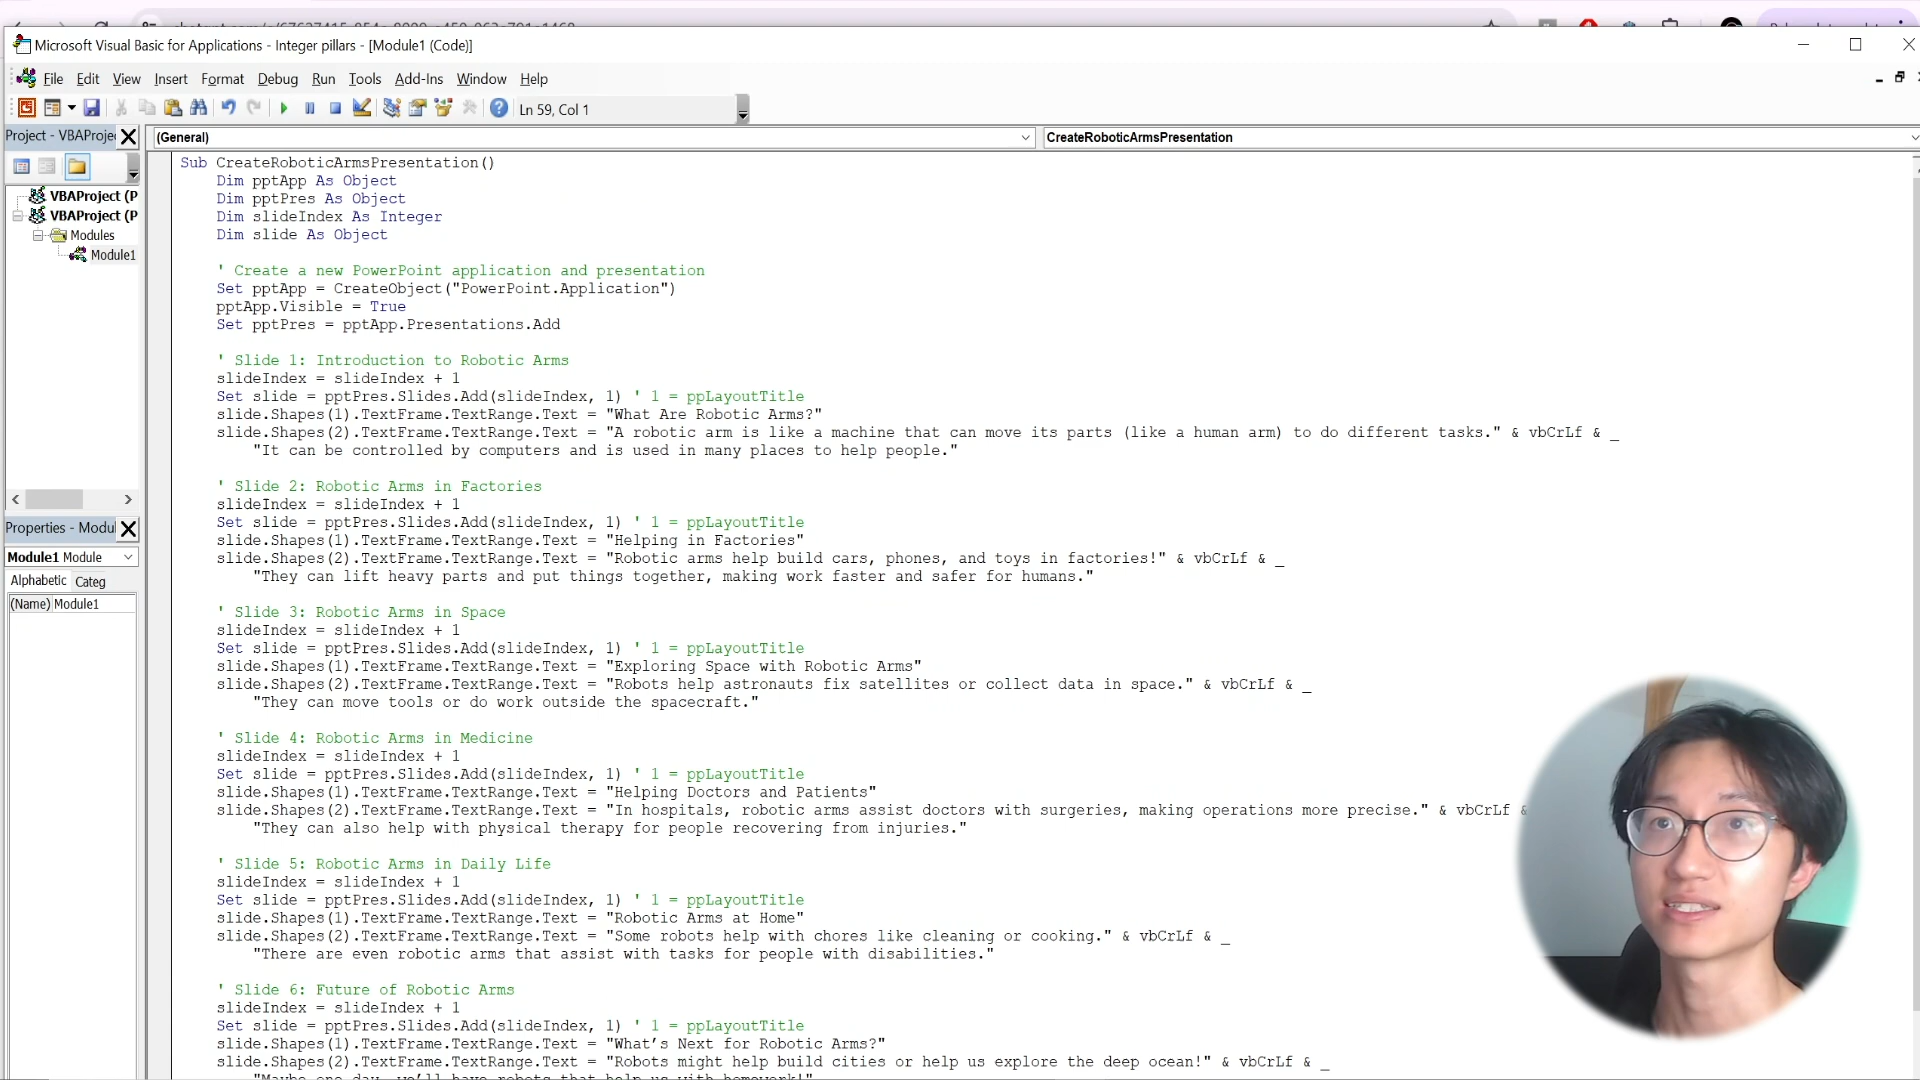 Microsoft Visual Basic for Applications - Integer pillars - [Module1 (Code)]
File Edit View Insert Format Debug Run Tools Add-Ins Window Help
Ln 59, Col 1
Project - VBAProje
(General)
CreateRoboticArmsPresentation
VBAProject (P
VBAProject (P
Modules
Module1
Properties - Modul
Module1 Module
Alphabetic Categ
(Name) Module1
Sub CreateRoboticArmsPresentation()
Dim pptApp As Object
Dim pptPres As Object
Dim slideIndex As Integer
Dim slide As Object
' Create a new PowerPoint application and presentation
Set pptApp = CreateObject("PowerPoint.Application")
pptApp.Visible = True
Set pptPres = pptApp.Presentations.Add
' Slide 1: Introduction to Robotic Arms
slideIndex = slideIndex + 1
Set slide = pptPres.Slides.Add(slideIndex, 1) ' 1 = ppLayoutTitle
slide.Shapes(1).TextFrame.TextRange.Text = "What Are Robotic Arms?"
slide.Shapes(2).TextFrame.TextRange.Text = "A robotic arm is like a machine that can move its parts (like a human arm) to do different tasks." & vbCrLf & _
"It can be controlled by computers and is used in many places to help people."
' Slide 2: Robotic Arms in Factories
slideIndex = slideIndex + 1
Set slide = pptPres.Slides.Add(slideIndex, 1) ' 1 = ppLayoutTitle
slide.Shapes(1).TextFrame.TextRange.Text = "Helping in Factories"
slide.Shapes(2).TextFrame.TextRange.Text = "Robotic arms help build cars, phones, and toys in factories!" & vbCrLf & _
"They can lift heavy parts and put things together, making work faster and safer for humans."
' Slide 3: Robotic Arms in Space
slideIndex = slideIndex + 1
Set slide = pptPres.Slides.Add(slideIndex, 1) ' 1 = ppLayoutTitle
slide.Shapes(1).TextFrame.TextRange.Text = "Exploring Space with Robotic Arms"
slide.Shapes(2).TextFrame.TextRange.Text = "Robots help astronauts fix satellites or collect data in space." & vbCrLf & _
"They can move tools or do work outside the spacecraft."
' Slide 4: Robotic Arms in Medicine
slideIndex = slideIndex + 1
Set slide = pptPres.Slides.Add(slideIndex, 1) ' 1 = ppLayoutTitle
slide.Shapes(1).TextFrame.TextRange.Text = "Helping Doctors and Patients"
slide.Shapes(2).TextFrame.TextRange.Text = "In hospitals, robotic arms assist doctors with surgeries, making operations more precise." & vbCrLf &
"They can also help with physical therapy for people recovering from injuries."
' Slide 5: Robotic Arms in Daily Life
slideIndex = slideIndex + 1
Set slide = pptPres.Slides.Add(slideIndex, 1) ' 1 = ppLayoutTitle
slide.Shapes(1).TextFrame.TextRange.Text = "Robotic Arms at Home"
slide.Shapes(2).TextFrame.TextRange.Text = "Some robots help with chores like cleaning or cooking." & vbCrLf & _
"There are even robotic arms that assist with tasks for people with disabilities."
' Slide 6: Future of Robotic Arms
slideIndex = slideIndex + 1
Set slide = pptPres.Slides.Add(slideIndex, 1) ' 1 = ppLayoutTitle
slide.Shapes(1).TextFrame.TextRange.Text = "What's Next for Robotic Arms?"
slide.Shapes(2).TextFrame.TextRange.Text = "Robots might help build cities or help us explore the deep ocean!" & vbCrLf & _
"Maybe one day, we'll have robots that help us with homework!"